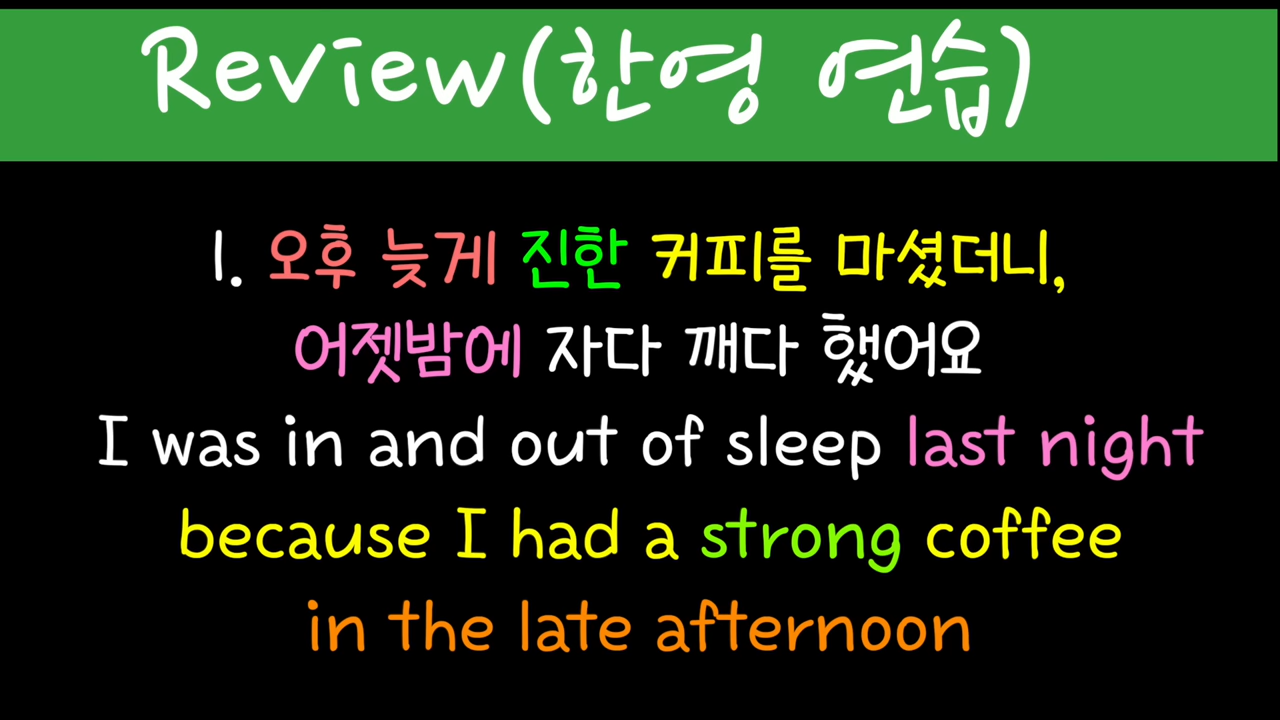 Review(한영 연습)
1. 오후 늦게 진한 커피를 마셨더니,
어젯밤에 자다 깨다 했어요
I was in and out of sleep last night
because I had a strong coffee
in the late afternoon